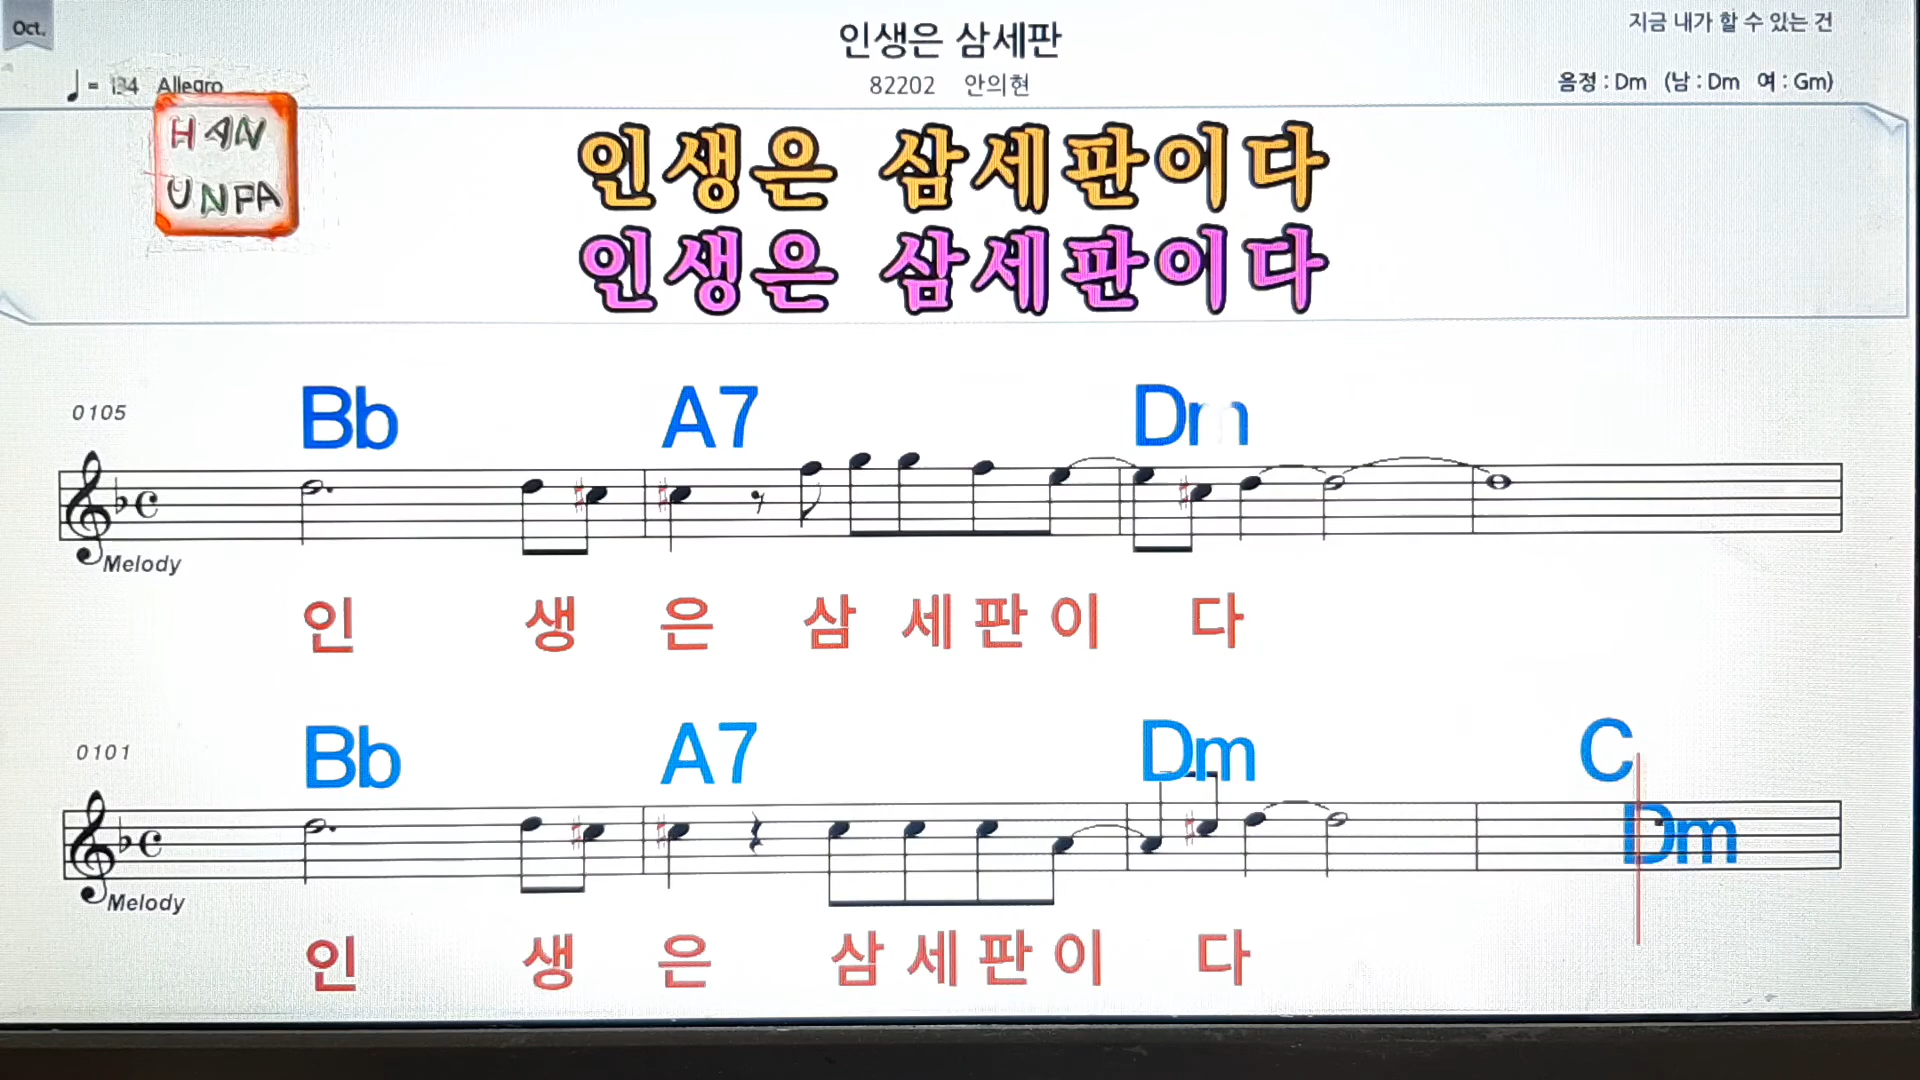 Oct.
인생은 삼세판
지금 내가 할 수 있는 건
= 134 Allegro
82202 안의현
음정 : Dm (남 : Dm 여 : Gm)
HAN
UNFA
인생은 삼세판이다
인생은 삼세판이다
0105
Bb A7 Dm
Melody
인 생 은 삼 세 판 이 다
0101
Bb A7 Dm C
Dm
Melody
인 생 은 삼 세 판 이 다